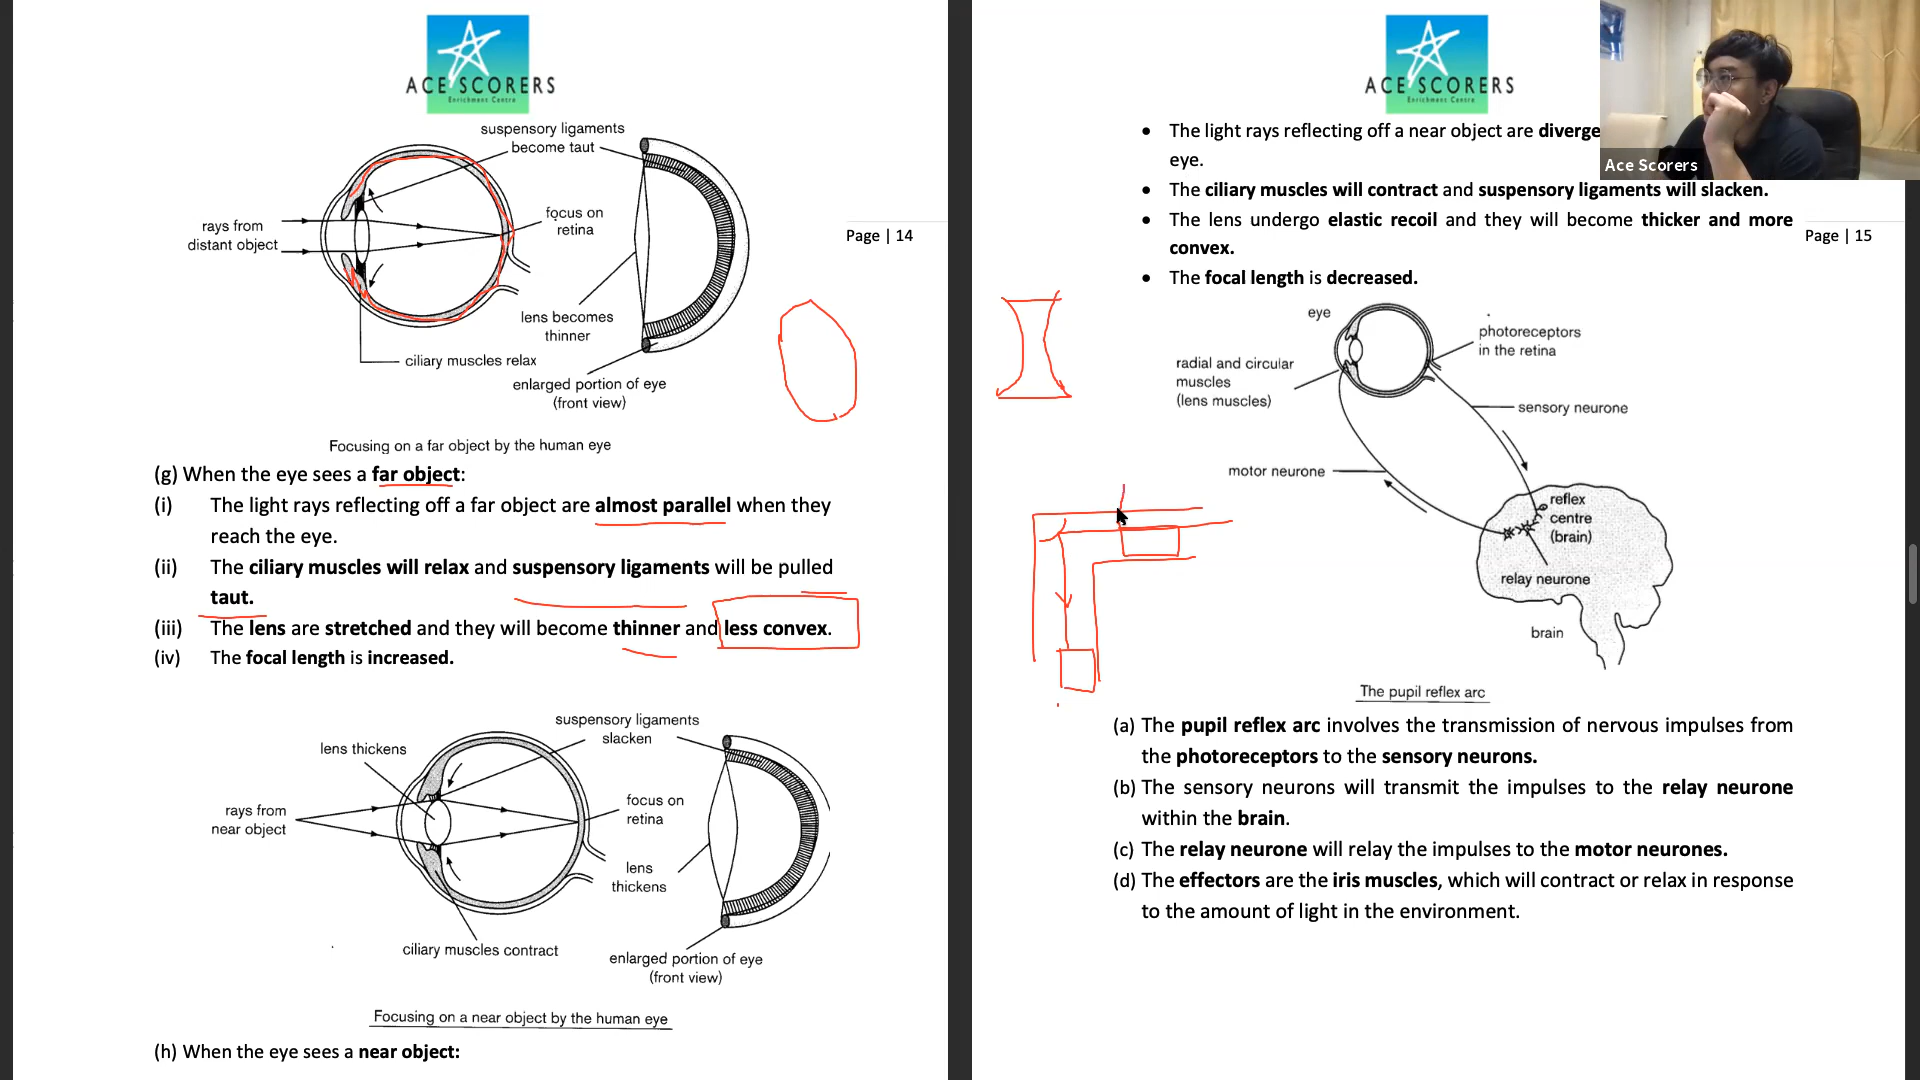 ACE SCORERS
Enrichment Centre
suspensory ligaments
become taut
rays from
distant object
focus on
retina
lens becomes
thinner
ciliary muscles relax
enlarged portion of eye
(front view)
Page | 14
Focusing on a far object by the human eye
(g) When the eye sees a far object:
(i) The light rays reflecting off a far object are almost parallel when they
reach the eye.
(ii) The ciliary muscles will relax and suspensory ligaments will be pulled
taut.
(iii) The lens are stretched and they will become thinner and less convex.
(iv) The focal length is increased.
suspensory ligaments
slacken
lens thickens
rays from
near object
focus on
retina
lens
thickens
ciliary muscles contract
enlarged portion of eye
(front view)
Focusing on a near object by the human eye
(h) When the eye sees a near object:
ACE SCORERS
Enrichment Centre
Ace Scorers
• The light rays reflecting off a near object are diverge
eye.
• The ciliary muscles will contract and suspensory ligaments will slacken.
• The lens undergo elastic recoil and they will become thicker and more
convex.
• The focal length is decreased.
Page | 15
eye
photoreceptors
in the retina
radial and circular
muscles
(lens muscles)
sensory neurone
motor neurone
reflex
centre
(brain)
relay neurone
brain
The pupil reflex arc
(a) The pupil reflex arc involves the transmission of nervous impulses from
the photoreceptors to the sensory neurons.
(b) The sensory neurons will transmit the impulses to the relay neurone
within the brain.
(c) The relay neurone will relay the impulses to the motor neurones.
(d) The effectors are the iris muscles, which will contract or relax in response
to the amount of light in the environment.